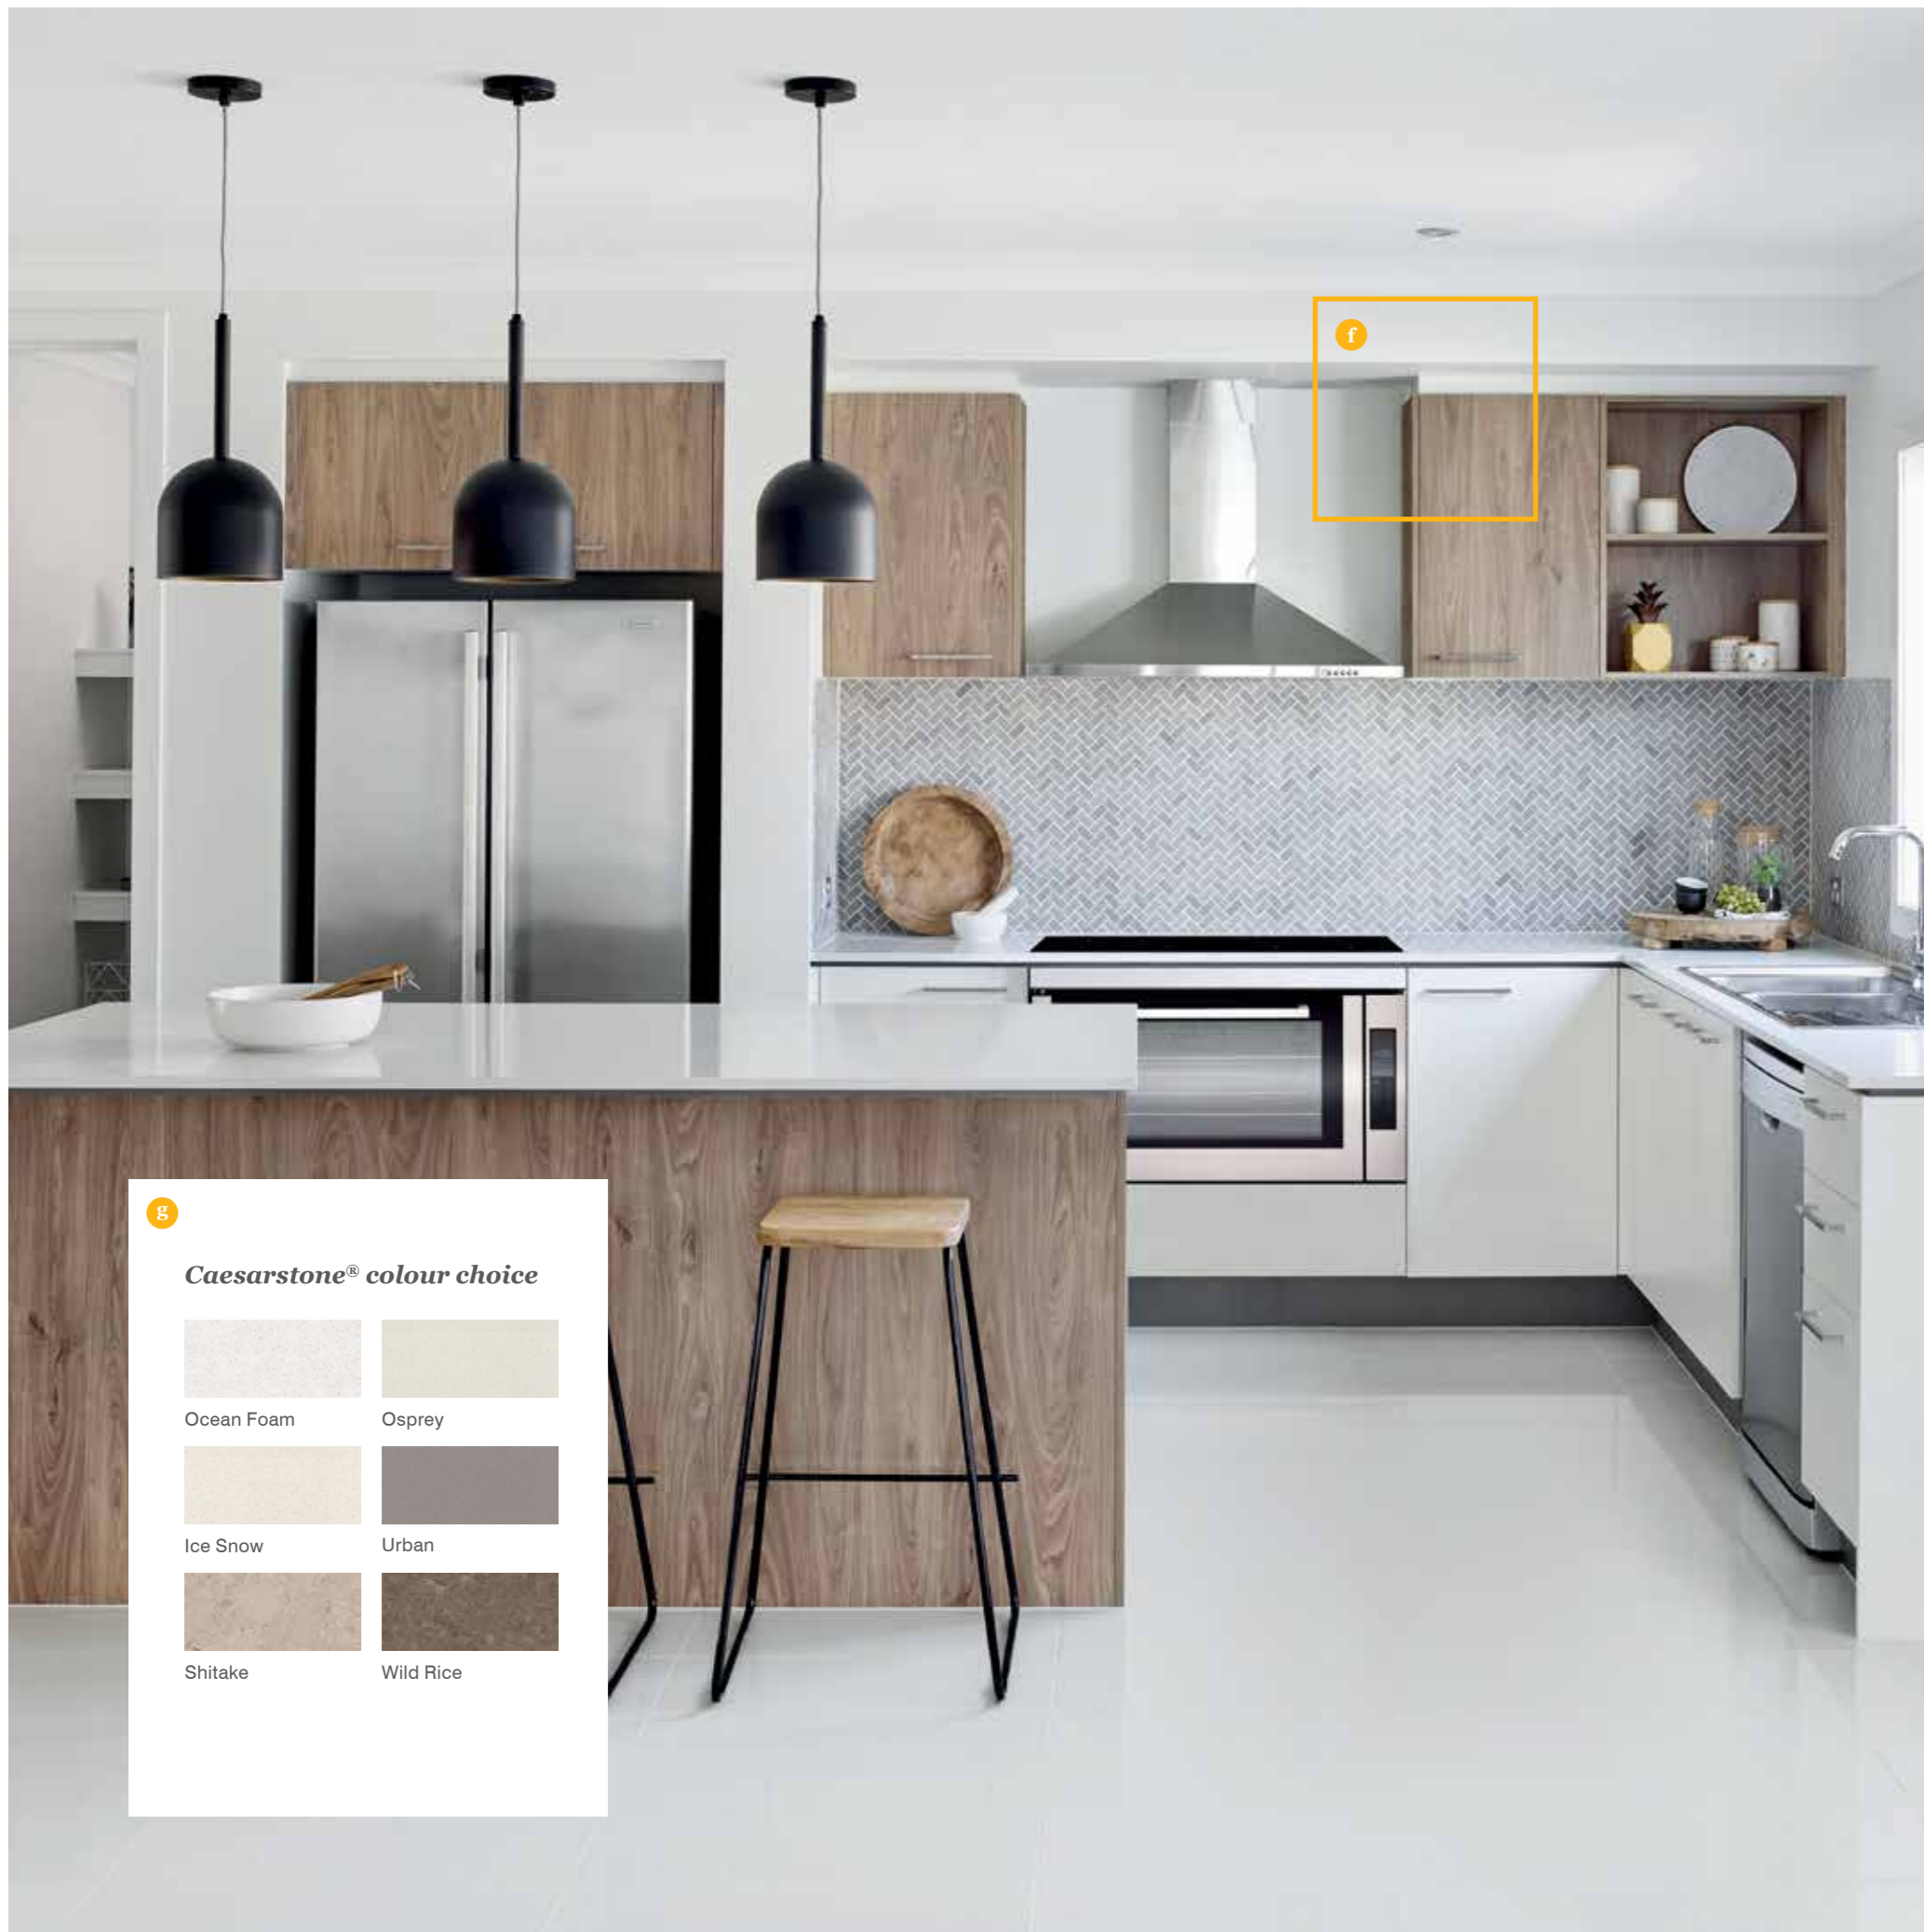 f
g
Caesarstone® colour choice
Ocean Foam
Osprey
Ice Snow
Urban
Shitake
Wild Rice